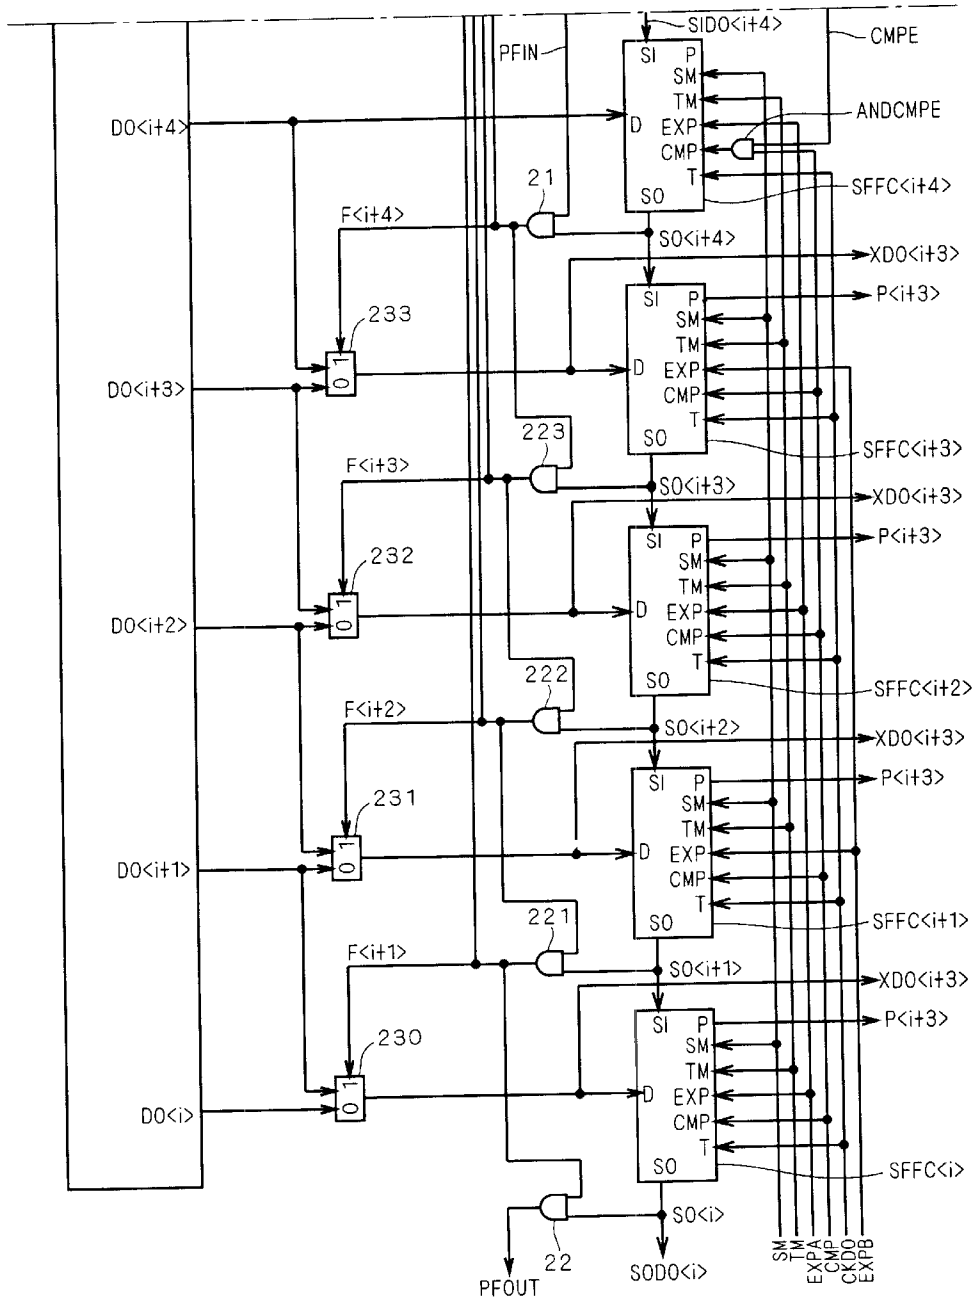 SIDO<i+4>
CMPE
PFIN
SI P
SM
TM
ANDCMPE
DO<i+4>
D
EXP
CMP
T
21
SO
SFFC<i+4>
F<i+4>
SO<i+4>
XDO<i+3>
SI P
P<i+3>
233
SM
TM
0 1
D
EXP
DO<i+3>
CMP
T
223
SO
SFFC<i+3>
F<i+3>
SO<i+3>
XDO<i+3>
SI P
P<i+3>
232
SM
TM
0 1
D
EXP
DO<i+2>
CMP
T
222
SO
SFFC<i+2>
F<i+2>
SO<i+2>
XDO<i+3>
SI P
P<i+3>
231
SM
TM
0 1
D
EXP
DO<i+1>
CMP
T
221
SO
SFFC<i+1>
F<i+1>
SO<i+1>
XDO<i+3>
SI P
P<i+3>
230
SM
TM
0 1
D
EXP
DO<i>
CMP
T
SO
SFFC<i>
SO<i>
22
PFOUT
SODO<i>
SM
TM
EXPA
CMP
CKDO
EXPB